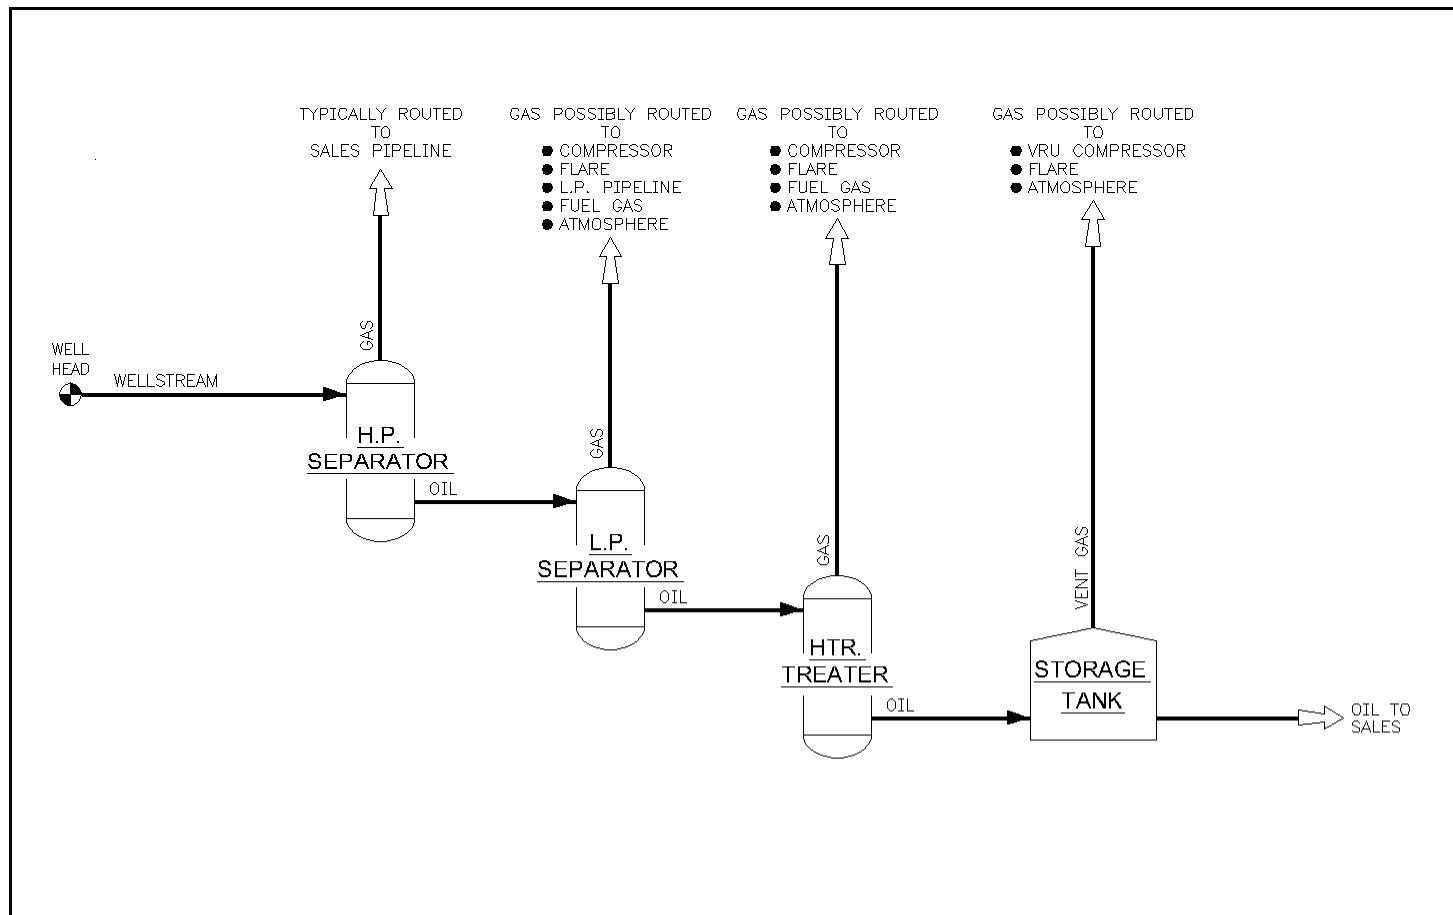 TYPICALLY ROUTED
TO
SALES PIPELINE
GAS POSSIBLY ROUTED
TO
● COMPRESSOR
● FLARE
● L.P. PIPELINE
● FUEL GAS
● ATMOSPHERE
GAS POSSIBLY ROUTED
TO
● COMPRESSOR
● FLARE
● FUEL GAS
● ATMOSPHERE
GAS POSSIBLY ROUTED
TO
● VRU COMPRESSOR
● FLARE
● ATMOSPHERE
WELL
HEAD
WELLSTREAM
GAS
H.P.
SEPARATOR
OIL
GAS
L.P.
SEPARATOR
OIL
GAS
HTR.
TREATER
OIL
VENT GAS
STORAGE
TANK
OIL TO
SALES